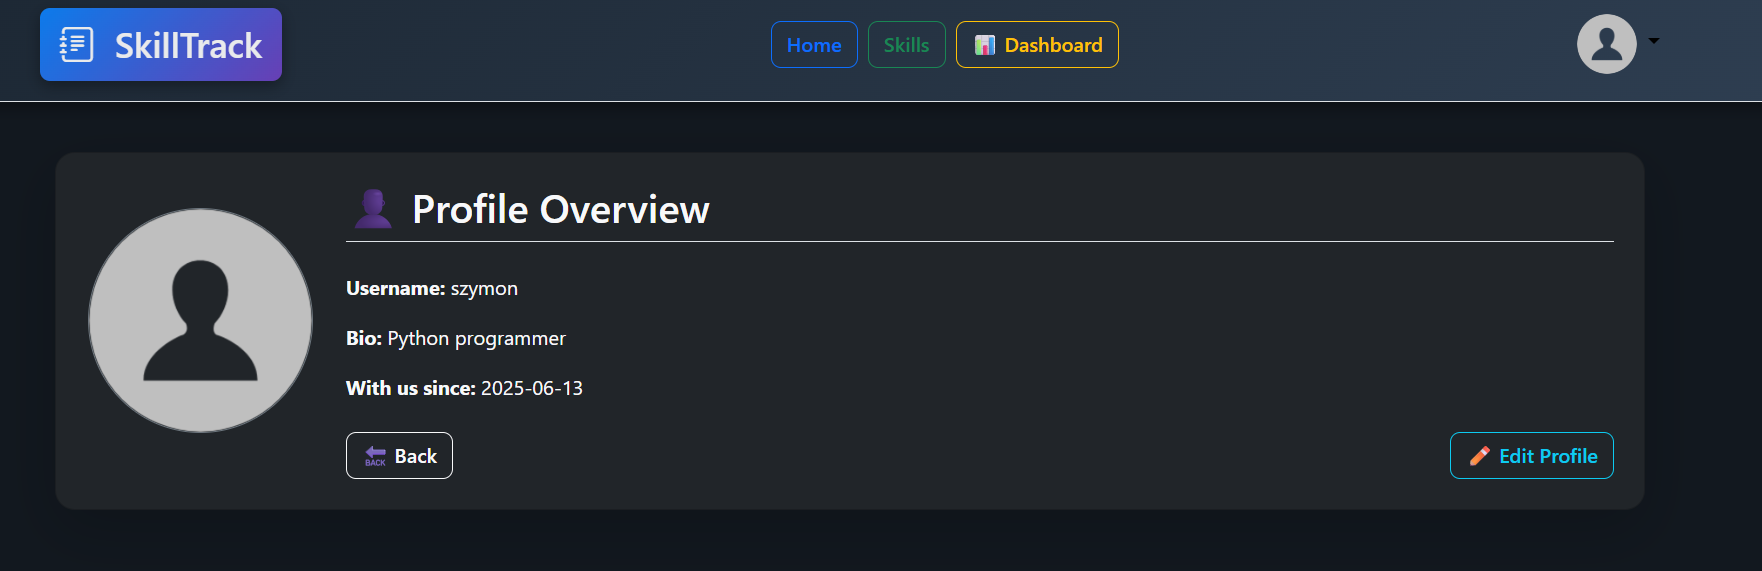 SkillTrack
Home
Skills
Dashboard
Profile Overview
Username: szymon
Bio: Python programmer
With us since: 2025-06-13
BACK Back
Edit Profile